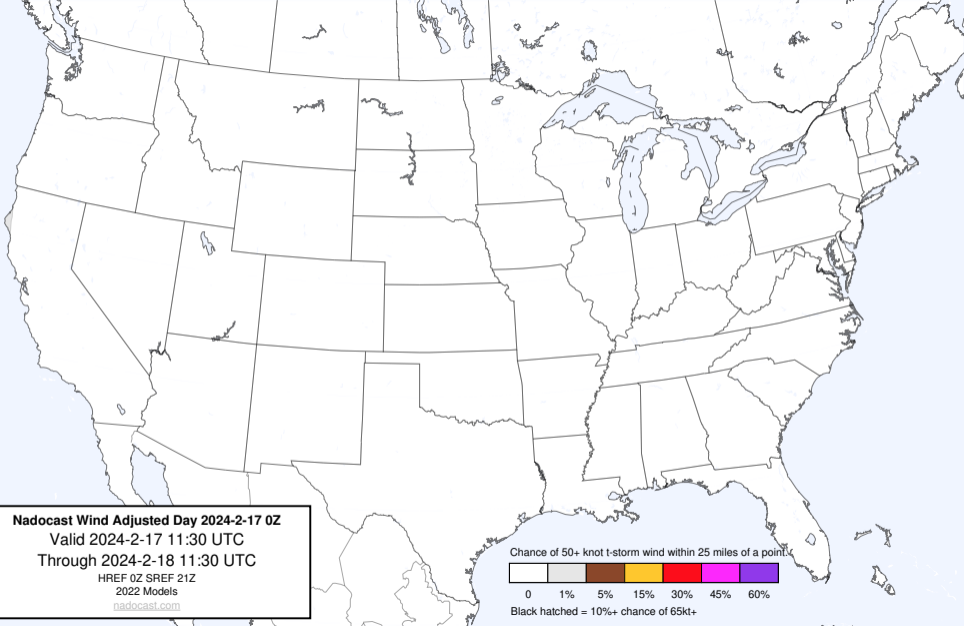 Nadocast Wind Adjusted Day 2024-2-17 0Z
Valid 2024-2-17 11:30 UTC
Through 2024-2-18 11:30 UTC
HREF 0Z SREF 21Z
2022 Models
nadocast.com
Chance of 50+ knot t-storm wind within 25 miles of a point.
0 1% 5% 15% 30% 45% 60%
Black hatched = 10%+ chance of 65kt+